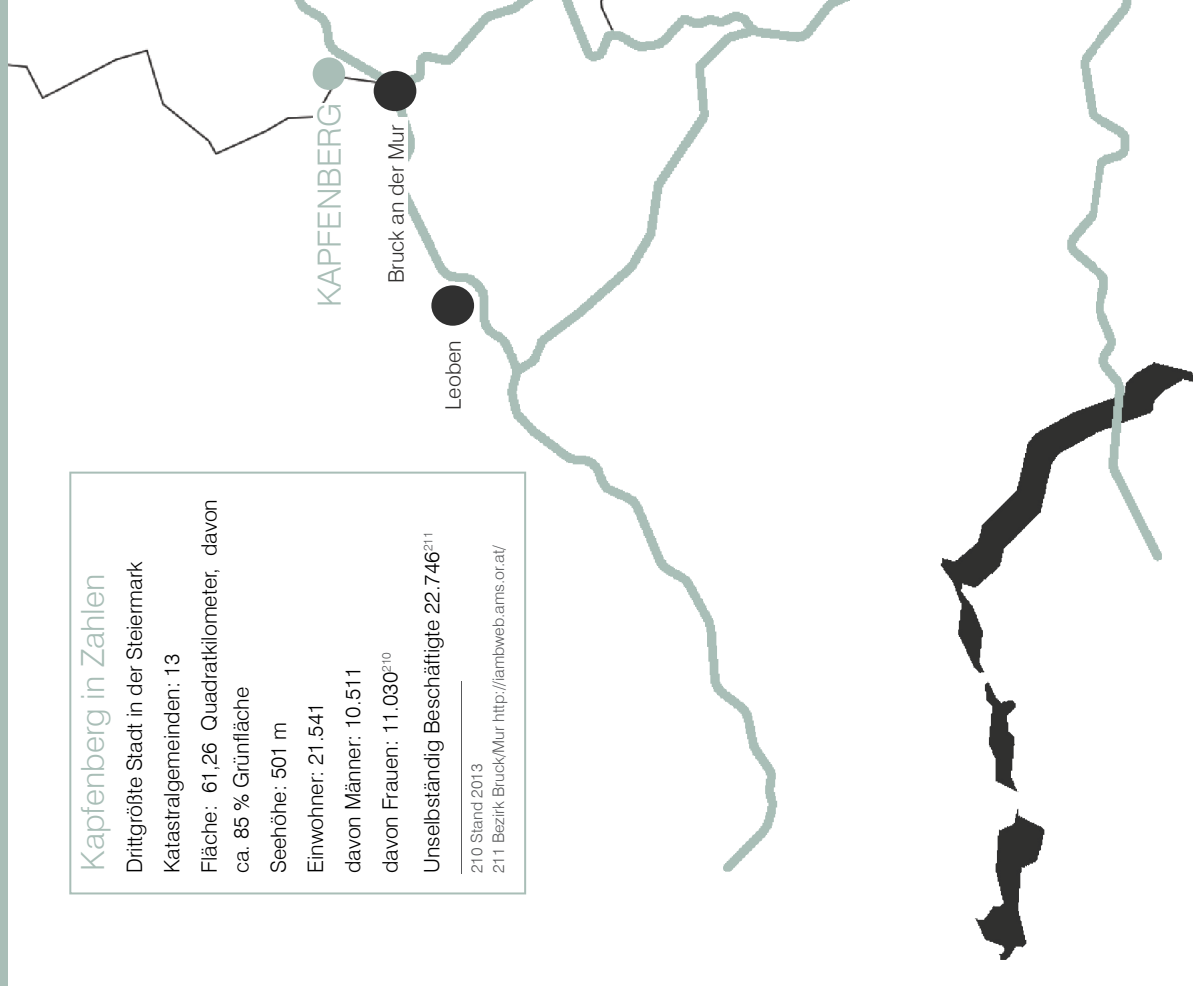 KAPFENBERG
Bruck an der Mur
Leoben
Kapfenberg in Zahlen
Drittgrößte Stadt in der Steiermark
Katastralgemeinden: 13
Fläche: 61,26 Quadratkilometer, davon
ca. 85 % Grünfläche
Seehöhe: 501 m
Einwohner: 21.541
davon Männer: 10.511
davon Frauen: 11.030²¹⁰
Unselbständig Beschäftigte 22.746²¹¹
210 Stand 2013
211 Bezirk Bruck/Mur http://iambweb.ams.or.at/